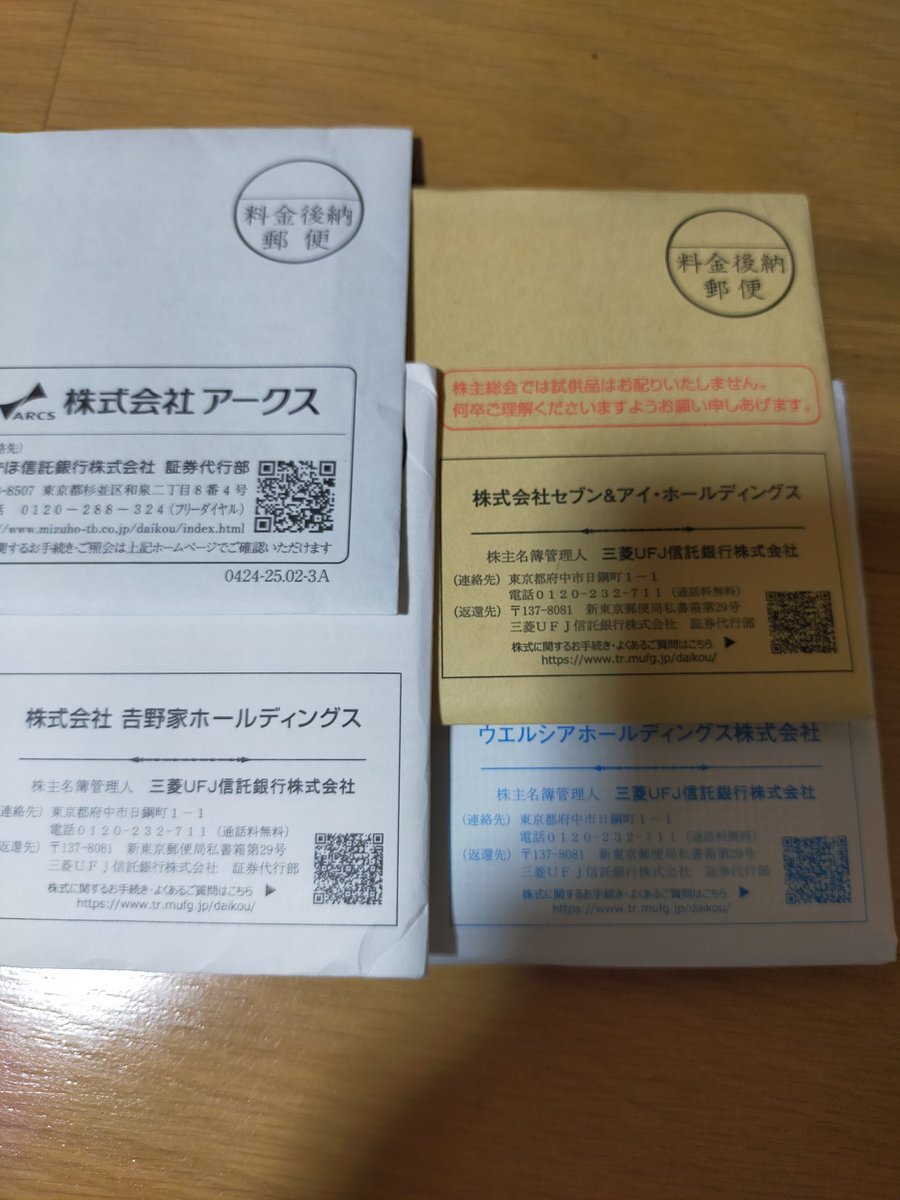 料金後納
郵便
ARCS 株式会社 アークス
ほ信託銀行株式会社 証券代行部
-8507 東京都杉並区和泉二丁目8番4号
0120-288-324(フリーダイヤル)
/www.mizuho-tb.co.jp/daikou/index.html
関するお手続き・ご照会は上記ホームページでご確認いただけます
0424-25.02-3A
料金後納
郵便
株主総会では試供品はお配りいたしません。
何卒ご理解くださいますようお願い申しあげます。
株式会社セブン&アイ・ホールディングス
株主名簿管理人 三菱UFJ信託銀行株式会社
(連絡先) 東京都府中市日鋼町1-1
電話0120-232-711(通話料無料)
(返還先) 〒137-8081 新東京郵便局私書箱第29号
三菱UFJ信託銀行株式会社 証券代行部
株式に関するお手続き・よくあるご質問はこちら ▶
https://www.tr.mufg.jp/daikou/
株式会社 𠮷野家ホールディングス
株主名簿管理人 三菱UFJ信託銀行株式会社
連絡先) 東京都府中市日鋼町1-1
電話0120-232-711(通話料無料)
返還先) 〒137-8081 新東京郵便局私書箱第29号
三菱UFJ信託銀行株式会社 証券代行部
株式に関するお手続き・よくあるご質問はこちら ▶
https://www.tr.mufg.jp/daikou/
ウエルシアホールディングス株式会社
株主名簿管理人 三菱UFJ信託銀行株式会社
(連絡先) 東京都府中市日鋼町1-1
電話0120-232-711(通話料無料)
(返還先) 〒137-8081 新東京郵便局私書箱第29号
三菱UFJ信託銀行株式会社 証券代行部
株式に関するお手続き・よくあるご質問はこちら ▶
https://www.tr.mufg.jp/daikou/